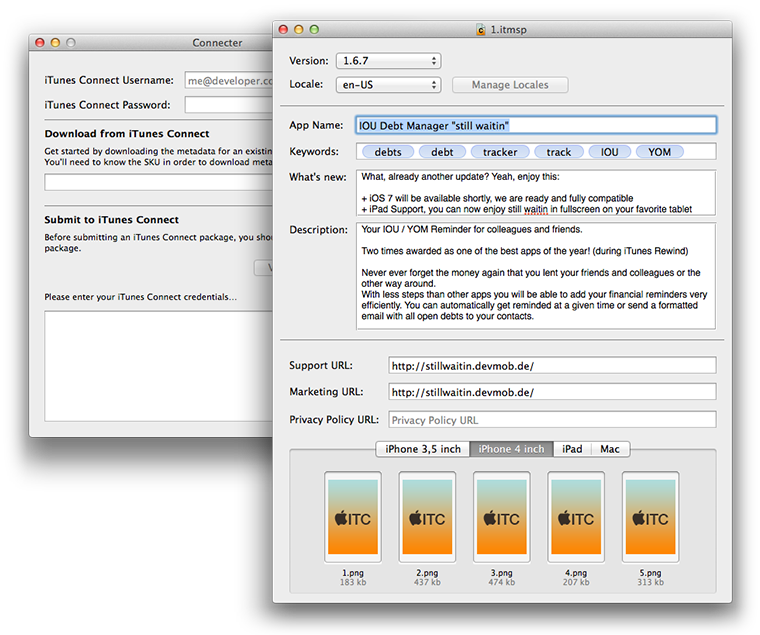 Connecter
iTunes Connect Username:
me@developer.co
iTunes Connect Password:
Download from iTunes Connect
Get started by downloading the metadata for an existin
You'll need to know the SKU in order to download meta
Submit to iTunes Connect
Before submitting an iTunes Connect package, you shou
package.
Please enter your iTunes Connect credentials...
1.itmsp
Version: 1.6.7
Locale: en-US Manage Locales
App Name: IOU Debt Manager "still waitin"
Keywords: debts debt tracker track IOU YOM
What's new: What, already another update? Yeah, enjoy this:
+ iOS 7 will be available shortly, we are ready and fully compatible
+ iPad Support, you can now enjoy still waitin in fullscreen on your favorite tablet
Description: Your IOU / YOM Reminder for colleagues and friends.
Two times awarded as one of the best apps of the year! (during iTunes Rewind)
Never ever forget the money again that you lent your friends and colleagues or the
other way around.
With less steps than other apps you will be able to add your financial reminders very
efficiently. You can automatically get reminded at a given time or send a formatted
email with all open debts to your contacts.
Support URL: http://stillwaitin.devmob.de/
Marketing URL: http://stillwaitin.devmob.de/
Privacy Policy URL: Privacy Policy URL
iPhone 3,5 inch iPhone 4 inch iPad Mac
ITC ITC ITC ITC ITC
1.png 2.png 3.png 4.png 5.png
183 kb 437 kb 474 kb 207 kb 313 kb